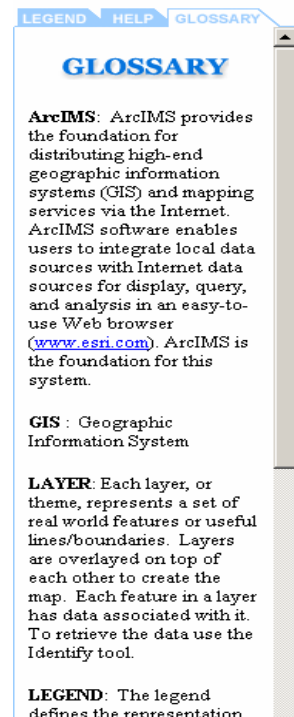 LEGEND HELP GLOSSARY
GLOSSARY
ArcIMS: ArcIMS provides
the foundation for
distributing high-end
geographic information
systems (GIS) and mapping
services via the Internet.
ArcIMS software enables
users to integrate local data
sources with Internet data
sources for display, query,
and analysis in an easy-to-
use Web browser
(www.esri.com). ArcIMS is
the foundation for this
system.
GIS : Geographic
Information System
LAYER: Each layer, or
theme, represents a set of
real world features or useful
lines/boundaries. Layers
are overlayed on top of
each other to create the
map. Each feature in a layer
has data associated with it.
To retrieve the data use the
Identify tool.
LEGEND: The legend
defines the representation